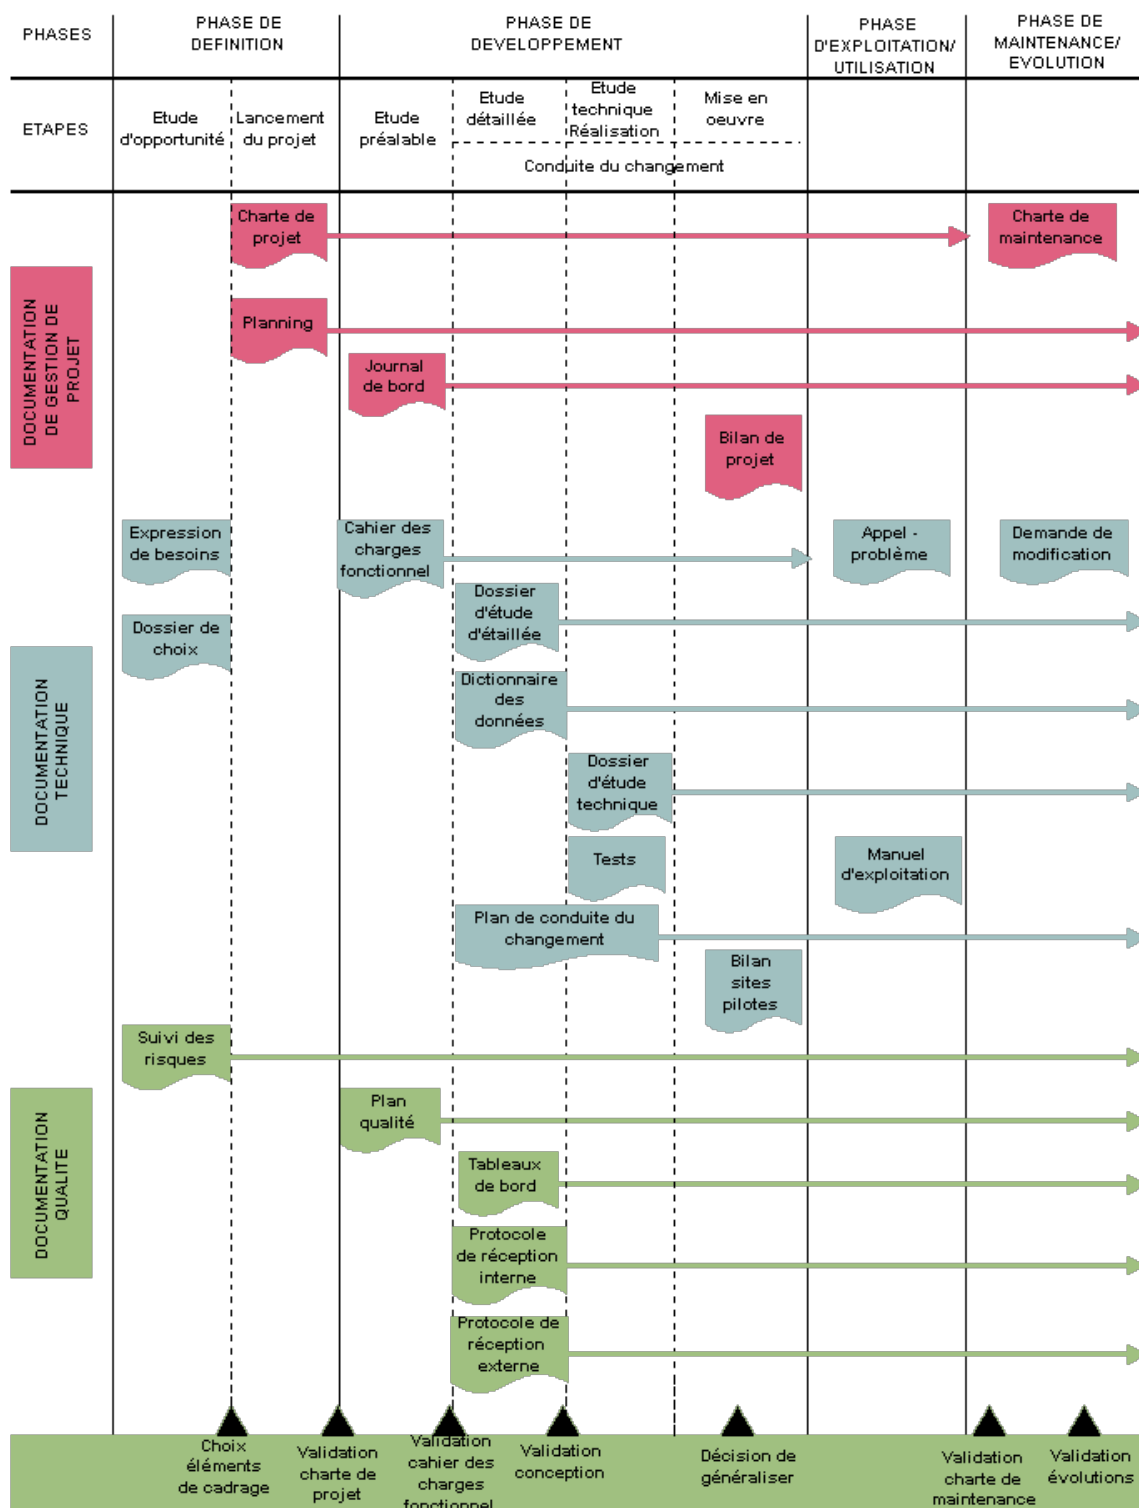 PHASES
PHASE DE
DEFINITION
PHASE DE
DEVELOPPEMENT
PHASE
D'EXPLOITATION/
UTILISATION
PHASE DE
MAINTENANCE/
EVOLUTION
ETAPES
Etude
d'opportunité
Lancement
du projet
Etude
préalable
Etude
détaillée
Etude
technique
Réalisation
Mise en
oeuvre
Conduite du changement
DOCUMENTATION
DE GESTION DE
PROJET
Charte de
projet
Charte de
maintenance
Planning
Journal
de bord
Bilan de
projet
DOCUMENTATION
TECHNIQUE
Expression
de besoins
Cahier des
charges
fonctionnel
Appel -
problème
Demande de
modification
Dossier
d'étude
d'étaillée
Dossier de
choix
Dictionnaire
des
données
Dossier
d'étude
technique
Tests
Manuel
d'exploitation
Plan de conduite du
changement
Bilan
sites
pilotes
DOCUMENTATION
QUALITE
Suivi des
risques
Plan
qualité
Tableaux
de bord
Protocole
de réception
interne
Protocole de
réception
externe
Choix
éléments
de cadrage
Validation
charte de
projet
Validation
cahier des
charges
fonctionnel
Validation
conception
Décision de
généraliser
Validation
charte de
maintenance
Validation
évolutions